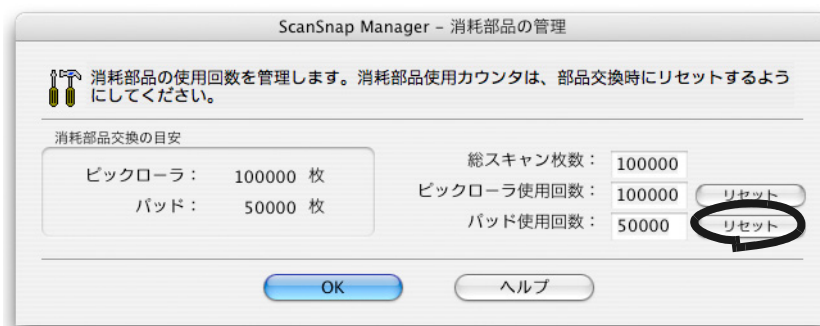 ScanSnap Manager – 消耗部品の管理
消耗部品の使用回数を管理します。消耗部品使用カウンタは、部品交換時にリセットするよう
にしてください。
消耗部品交換の目安
ピックローラ： 100000 枚
パッド： 50000 枚
総スキャン枚数： 100000
ピックローラ使用回数： 100000 リセット
パッド使用回数： 50000 リセット
OK ヘルプ